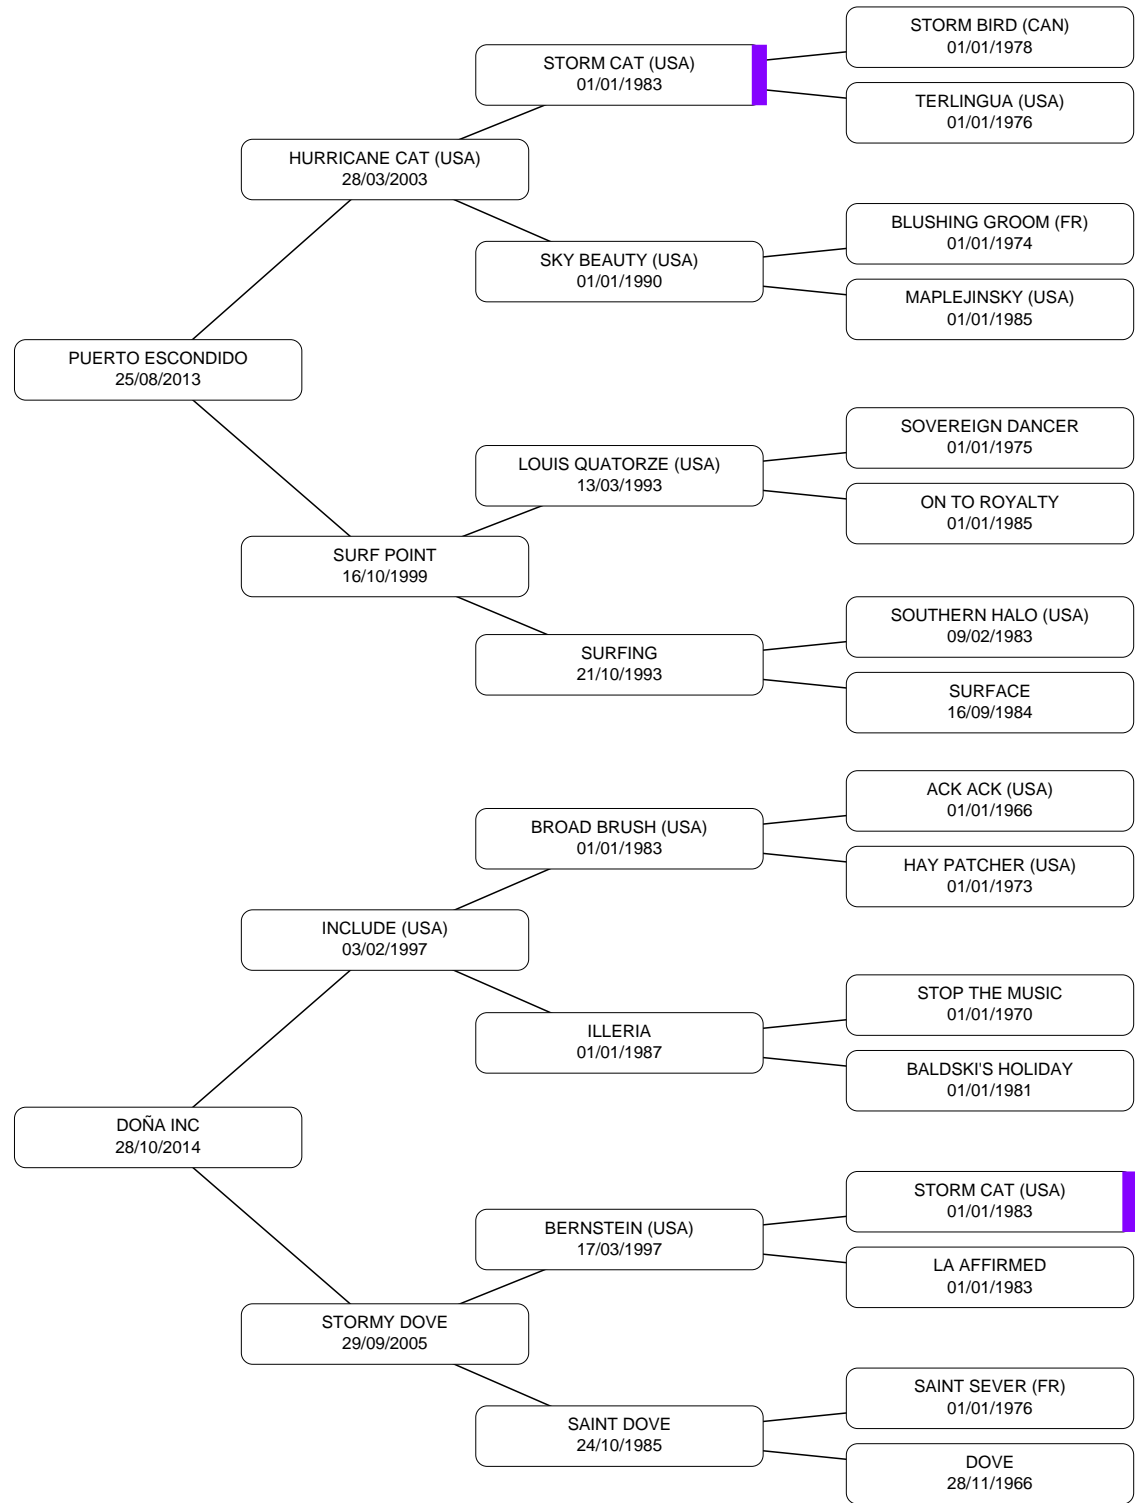 STORM BIRD (CAN)
01/01/1978
STORM CAT (USA)
01/01/1983
TERLINGUA (USA)
01/01/1976
HURRICANE CAT (USA)
28/03/2003
BLUSHING GROOM (FR)
01/01/1974
SKY BEAUTY (USA)
01/01/1990
MAPLEJINSKY (USA)
01/01/1985
PUERTO ESCONDIDO
25/08/2013
SOVEREIGN DANCER
01/01/1975
LOUIS QUATORZE (USA)
13/03/1993
ON TO ROYALTY
01/01/1985
SURF POINT
16/10/1999
SOUTHERN HALO (USA)
09/02/1983
SURFING
21/10/1993
SURFACE
16/09/1984
ACK ACK (USA)
01/01/1966
BROAD BRUSH (USA)
01/01/1983
HAY PATCHER (USA)
01/01/1973
INCLUDE (USA)
03/02/1997
STOP THE MUSIC
01/01/1970
ILLERIA
01/01/1987
BALDSKI'S HOLIDAY
01/01/1981
DOÑA INC
28/10/2014
STORM CAT (USA)
01/01/1983
BERNSTEIN (USA)
17/03/1997
LA AFFIRMED
01/01/1983
STORMY DOVE
29/09/2005
SAINT SEVER (FR)
01/01/1976
SAINT DOVE
24/10/1985
DOVE
28/11/1966